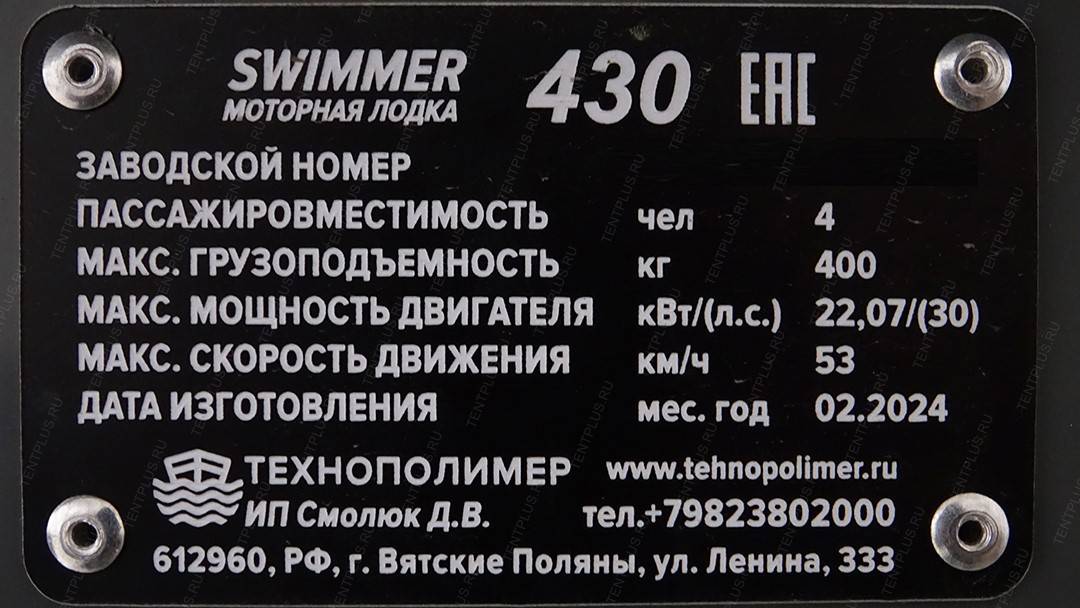 SWIMMER 430 EAC
МОТОРНАЯ ЛОДКА
ЗАВОДСКОЙ НОМЕР
ПАССАЖИРОВМЕСТИМОСТЬ чел 4
МАКС. ГРУЗОПОДЪЕМНОСТЬ кг 400
МАКС. МОЩНОСТЬ ДВИГАТЕЛЯ кВт/(л.с.) 22,07/(30)
МАКС. СКОРОСТЬ ДВИЖЕНИЯ км/ч 53
ДАТА ИЗГОТОВЛЕНИЯ мес. год 02.2024
ТЕХНОПОЛИМЕР www.tehnopolimer.ru
ИП Смолюк Д.В. тел.+79823802000
612960, РФ, г. Вятские Поляны, ул. Ленина, 333
TENTPLUS.RU